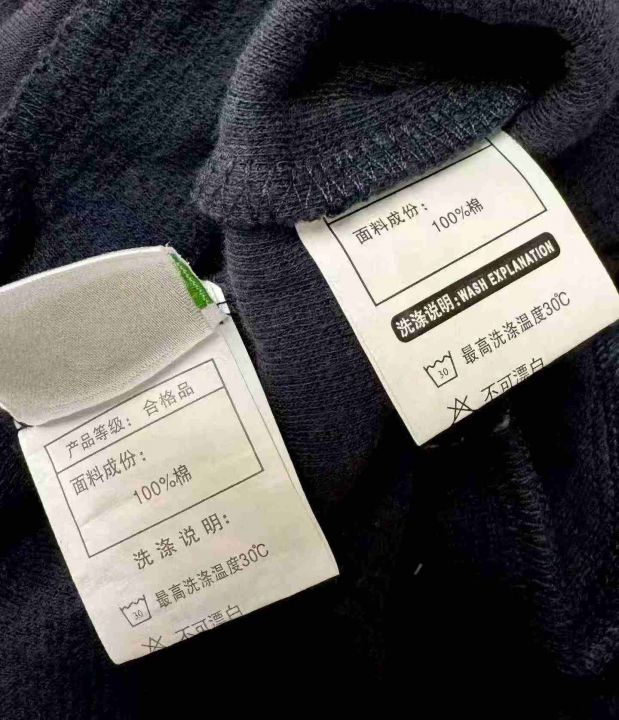 产品等级：合格品
面料成份：
100%棉
洗涤说明：
30
最高洗涤温度30℃
不可漂白
面料成份：
100%棉
洗涤说明：WASH EXPLANATION
30
最高洗涤温度30℃
不可漂白